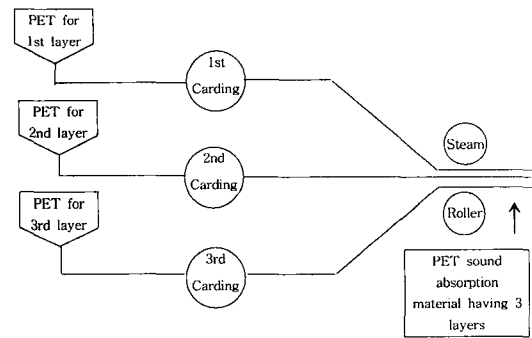 PET for
1st layer
1st
Carding
PET for
2nd layer
2nd
Carding
Steam
PET for
3rd layer
Roller
3rd
Carding
PET sound
absorption
material having 3
layers